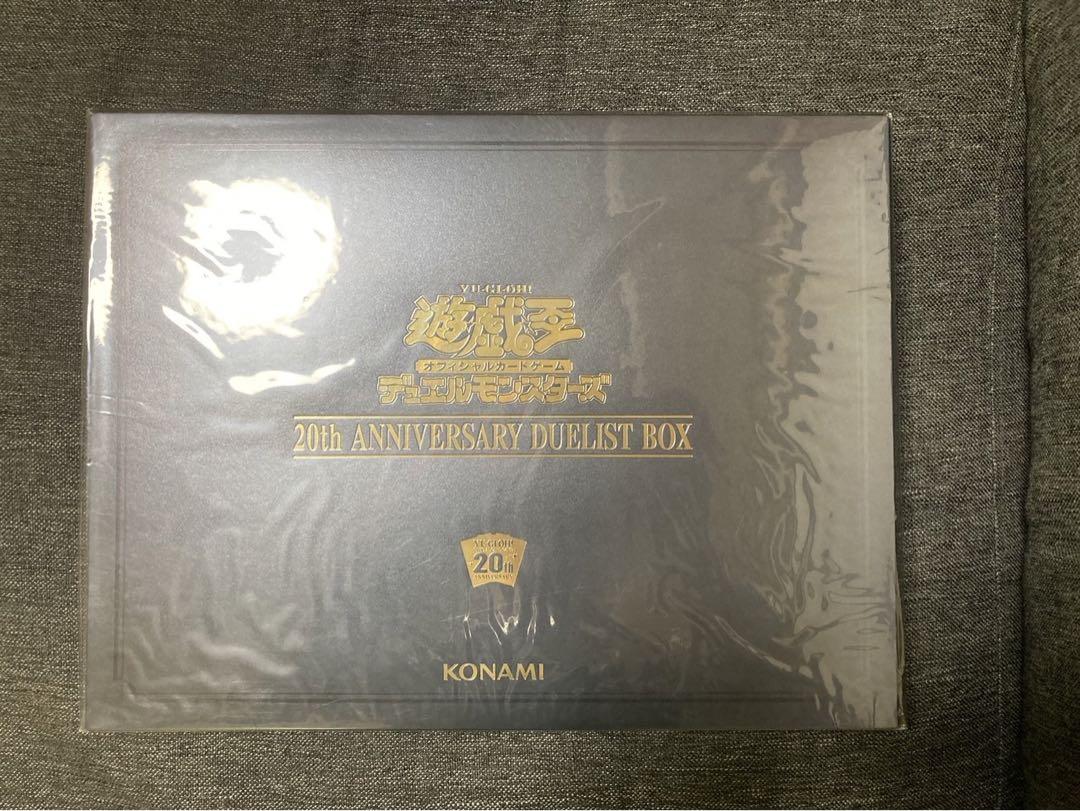 YU-GI-OH!
遊戯王
オフィシャルカードゲーム
デュエルモンスターズ
20th ANNIVERSARY DUELIST BOX
YU-GI-OH!
20th
ANNIVERSARY
KONAMI